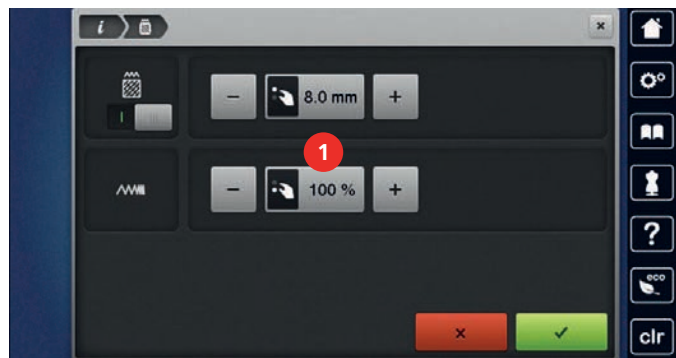 i
×
− 8.0 mm +
I
1
− 100 % +
?
eco
× ✓
clr